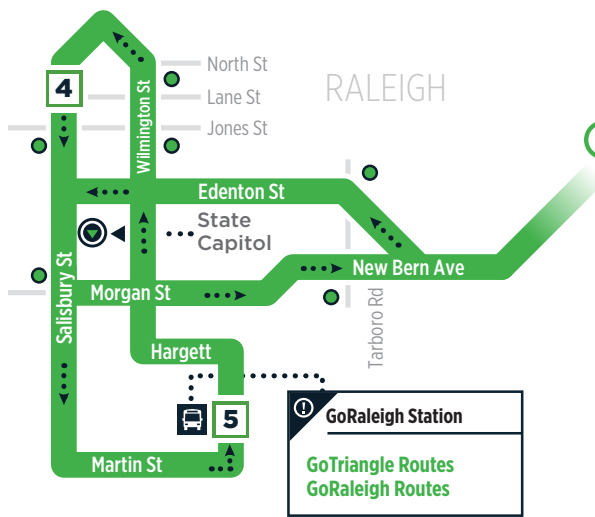 North St
4
Lane St
RALEIGH
Jones St
Wilmington St
Edenton St
State
Capitol
New Bern Ave
Morgan St
Salisbury St
Tarboro Rd
Hargett
5
GoRaleigh Station
GoTriangle Routes
GoRaleigh Routes
Martin St